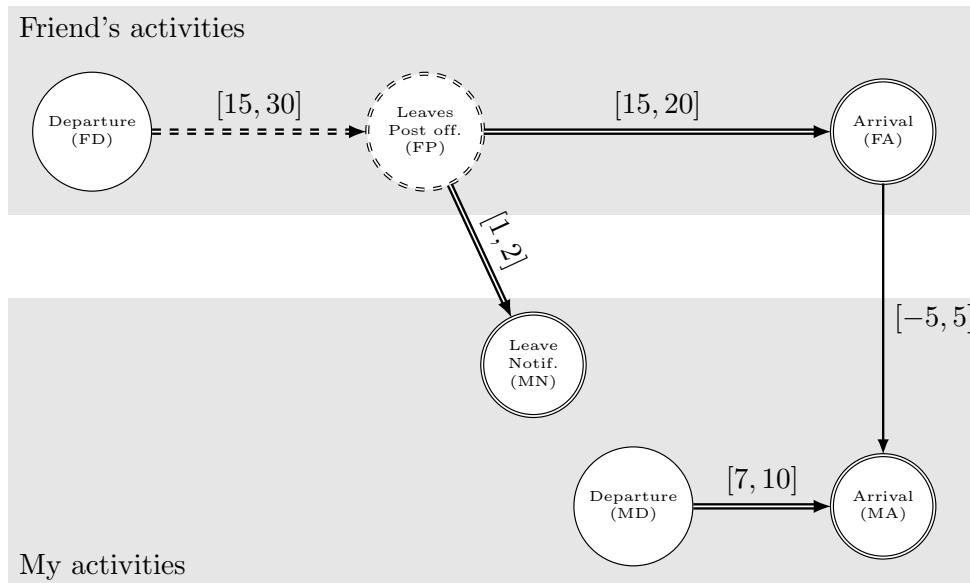 Friend's activities
[15, 30]
[15, 20]
Departure
(FD)
Leaves
Post off.
(FP)
Arrival
(FA)
[1, 2]
[−5, 5]
Leave
Notif.
(MN)
[7, 10]
Departure
(MD)
Arrival
(MA)
My activities